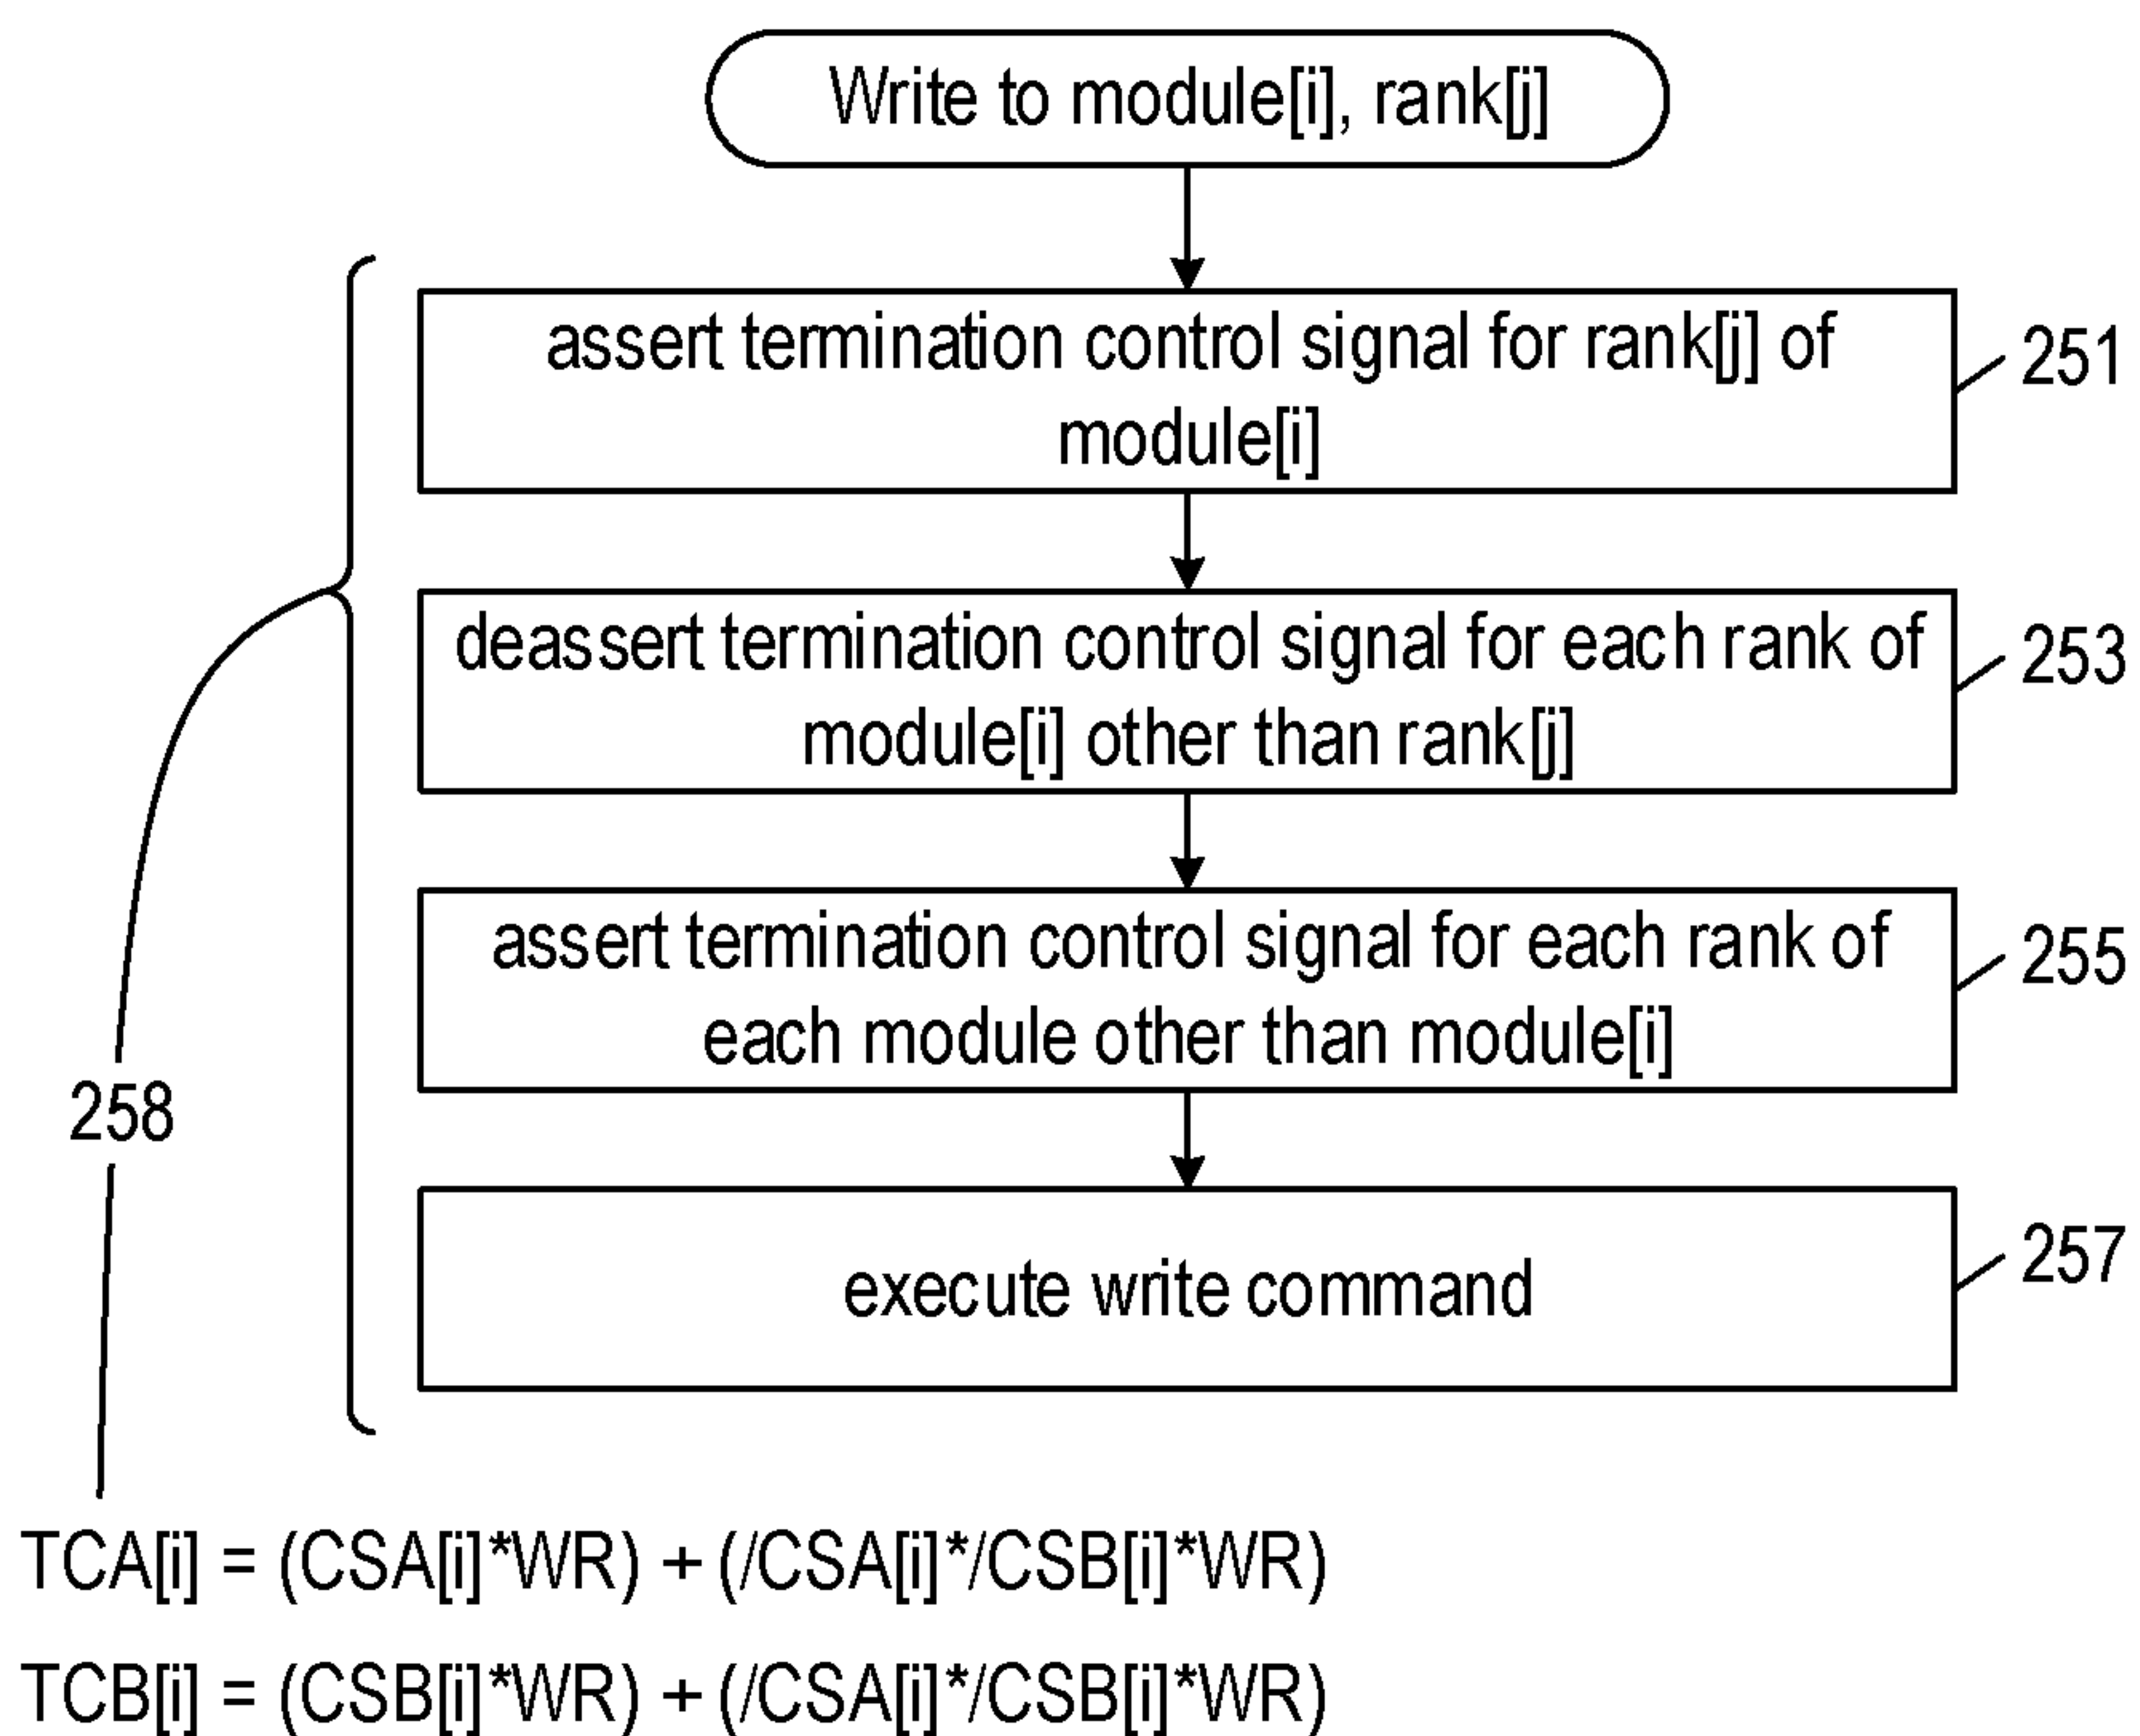 Write to module[i], rank[j]
assert termination control signal for rank[j] of
module[i]
251
deassert termination control signal for each rank of
module[i] other than rank[j]
253
assert termination control signal for each rank of
each module other than module[i]
255
258
execute write command
257
TCA[i] = (CSA[i]*WR) + (/CSA[i]*/CSB[i]*WR)
TCB[i] = (CSB[i]*WR) + (/CSA[i]*/CSB[i]*WR)